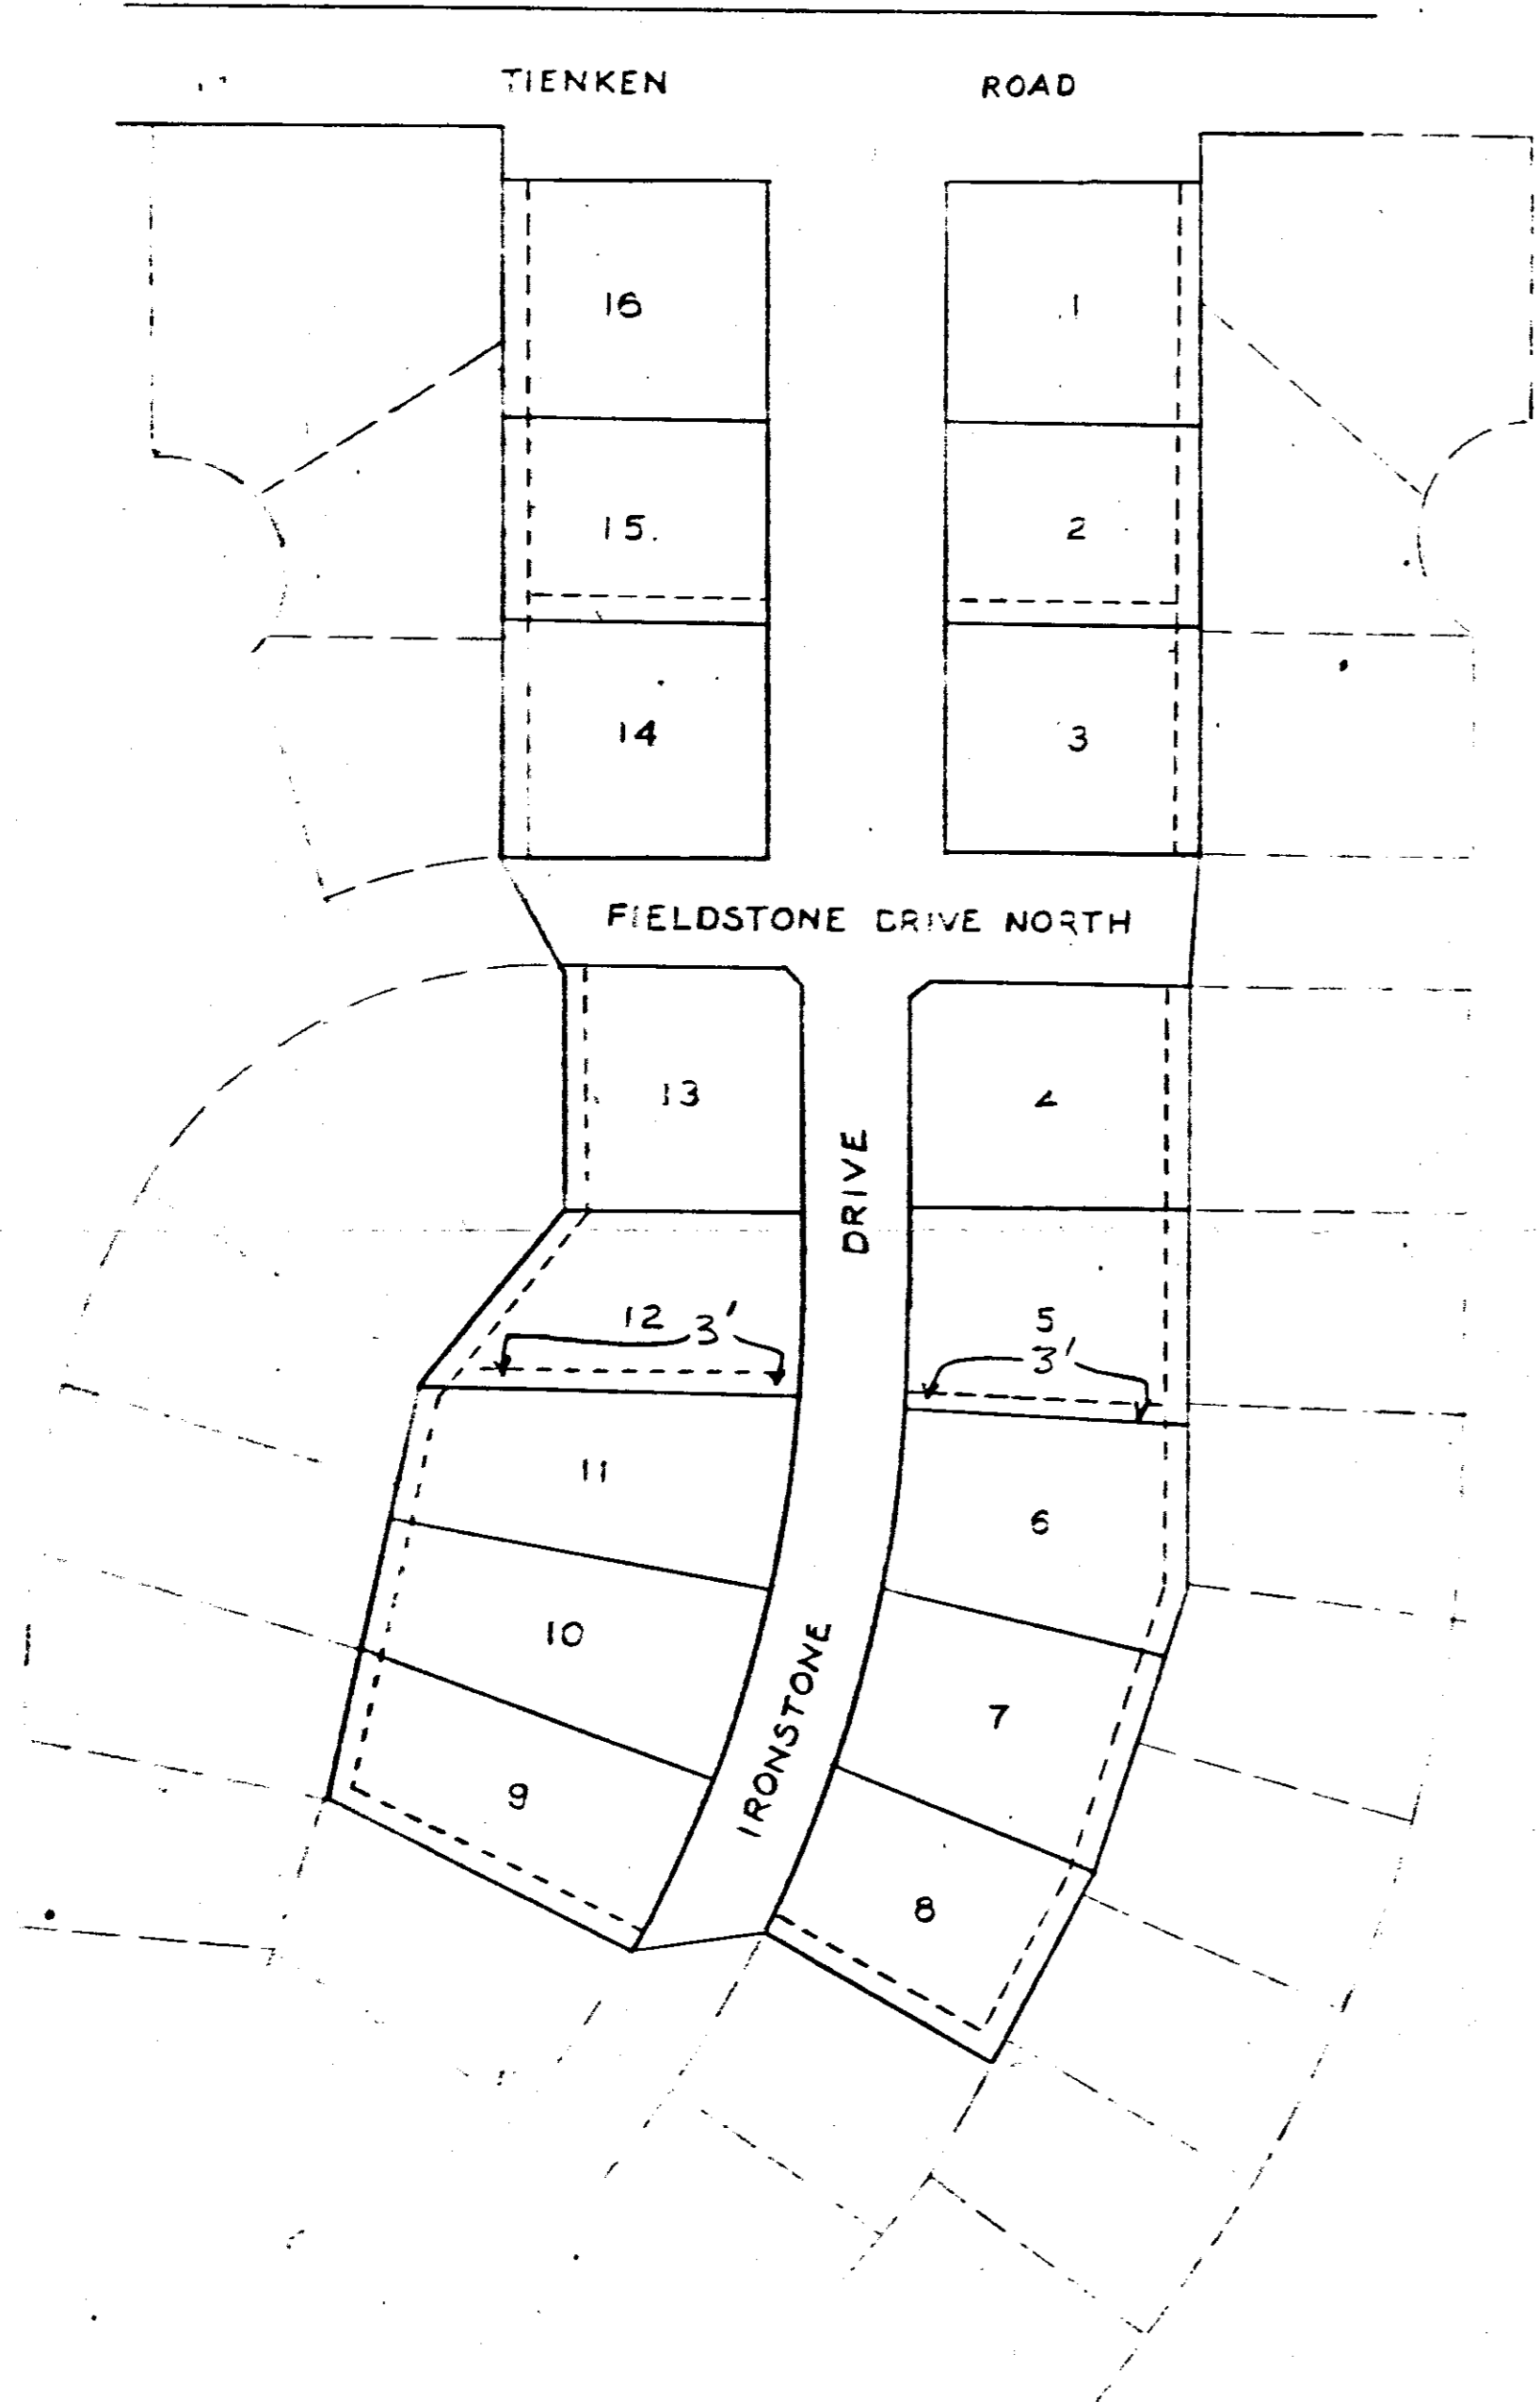 TIENKEN ROAD
16 1
15. 2
14 3
FIELDSTONE DRIVE NORTH
13 4
DRIVE
12 3' 5
3'
11 6
10 7
IRONSTONE
9 8